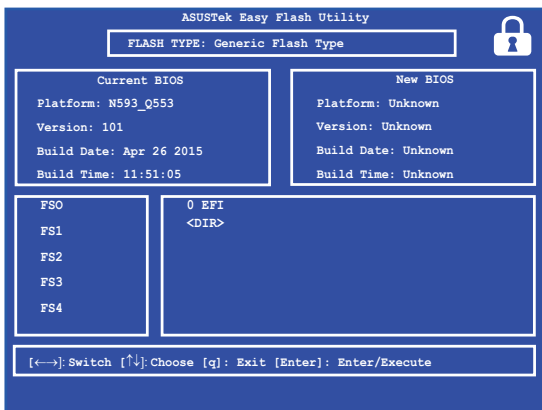 ASUSTek Easy Flash Utility
FLASH TYPE: Generic Flash Type
Current BIOS
Platform: N593_Q553
Version: 101
Build Date: Apr 26 2015
Build Time: 11:51:05
New BIOS
Platform: Unknown
Version: Unknown
Build Date: Unknown
Build Time: Unknown
FSO
FS1
FS2
FS3
FS4
0 EFI
<DIR>
[←→]: Switch [↑↓]: Choose [q]: Exit [Enter]: Enter/Execute